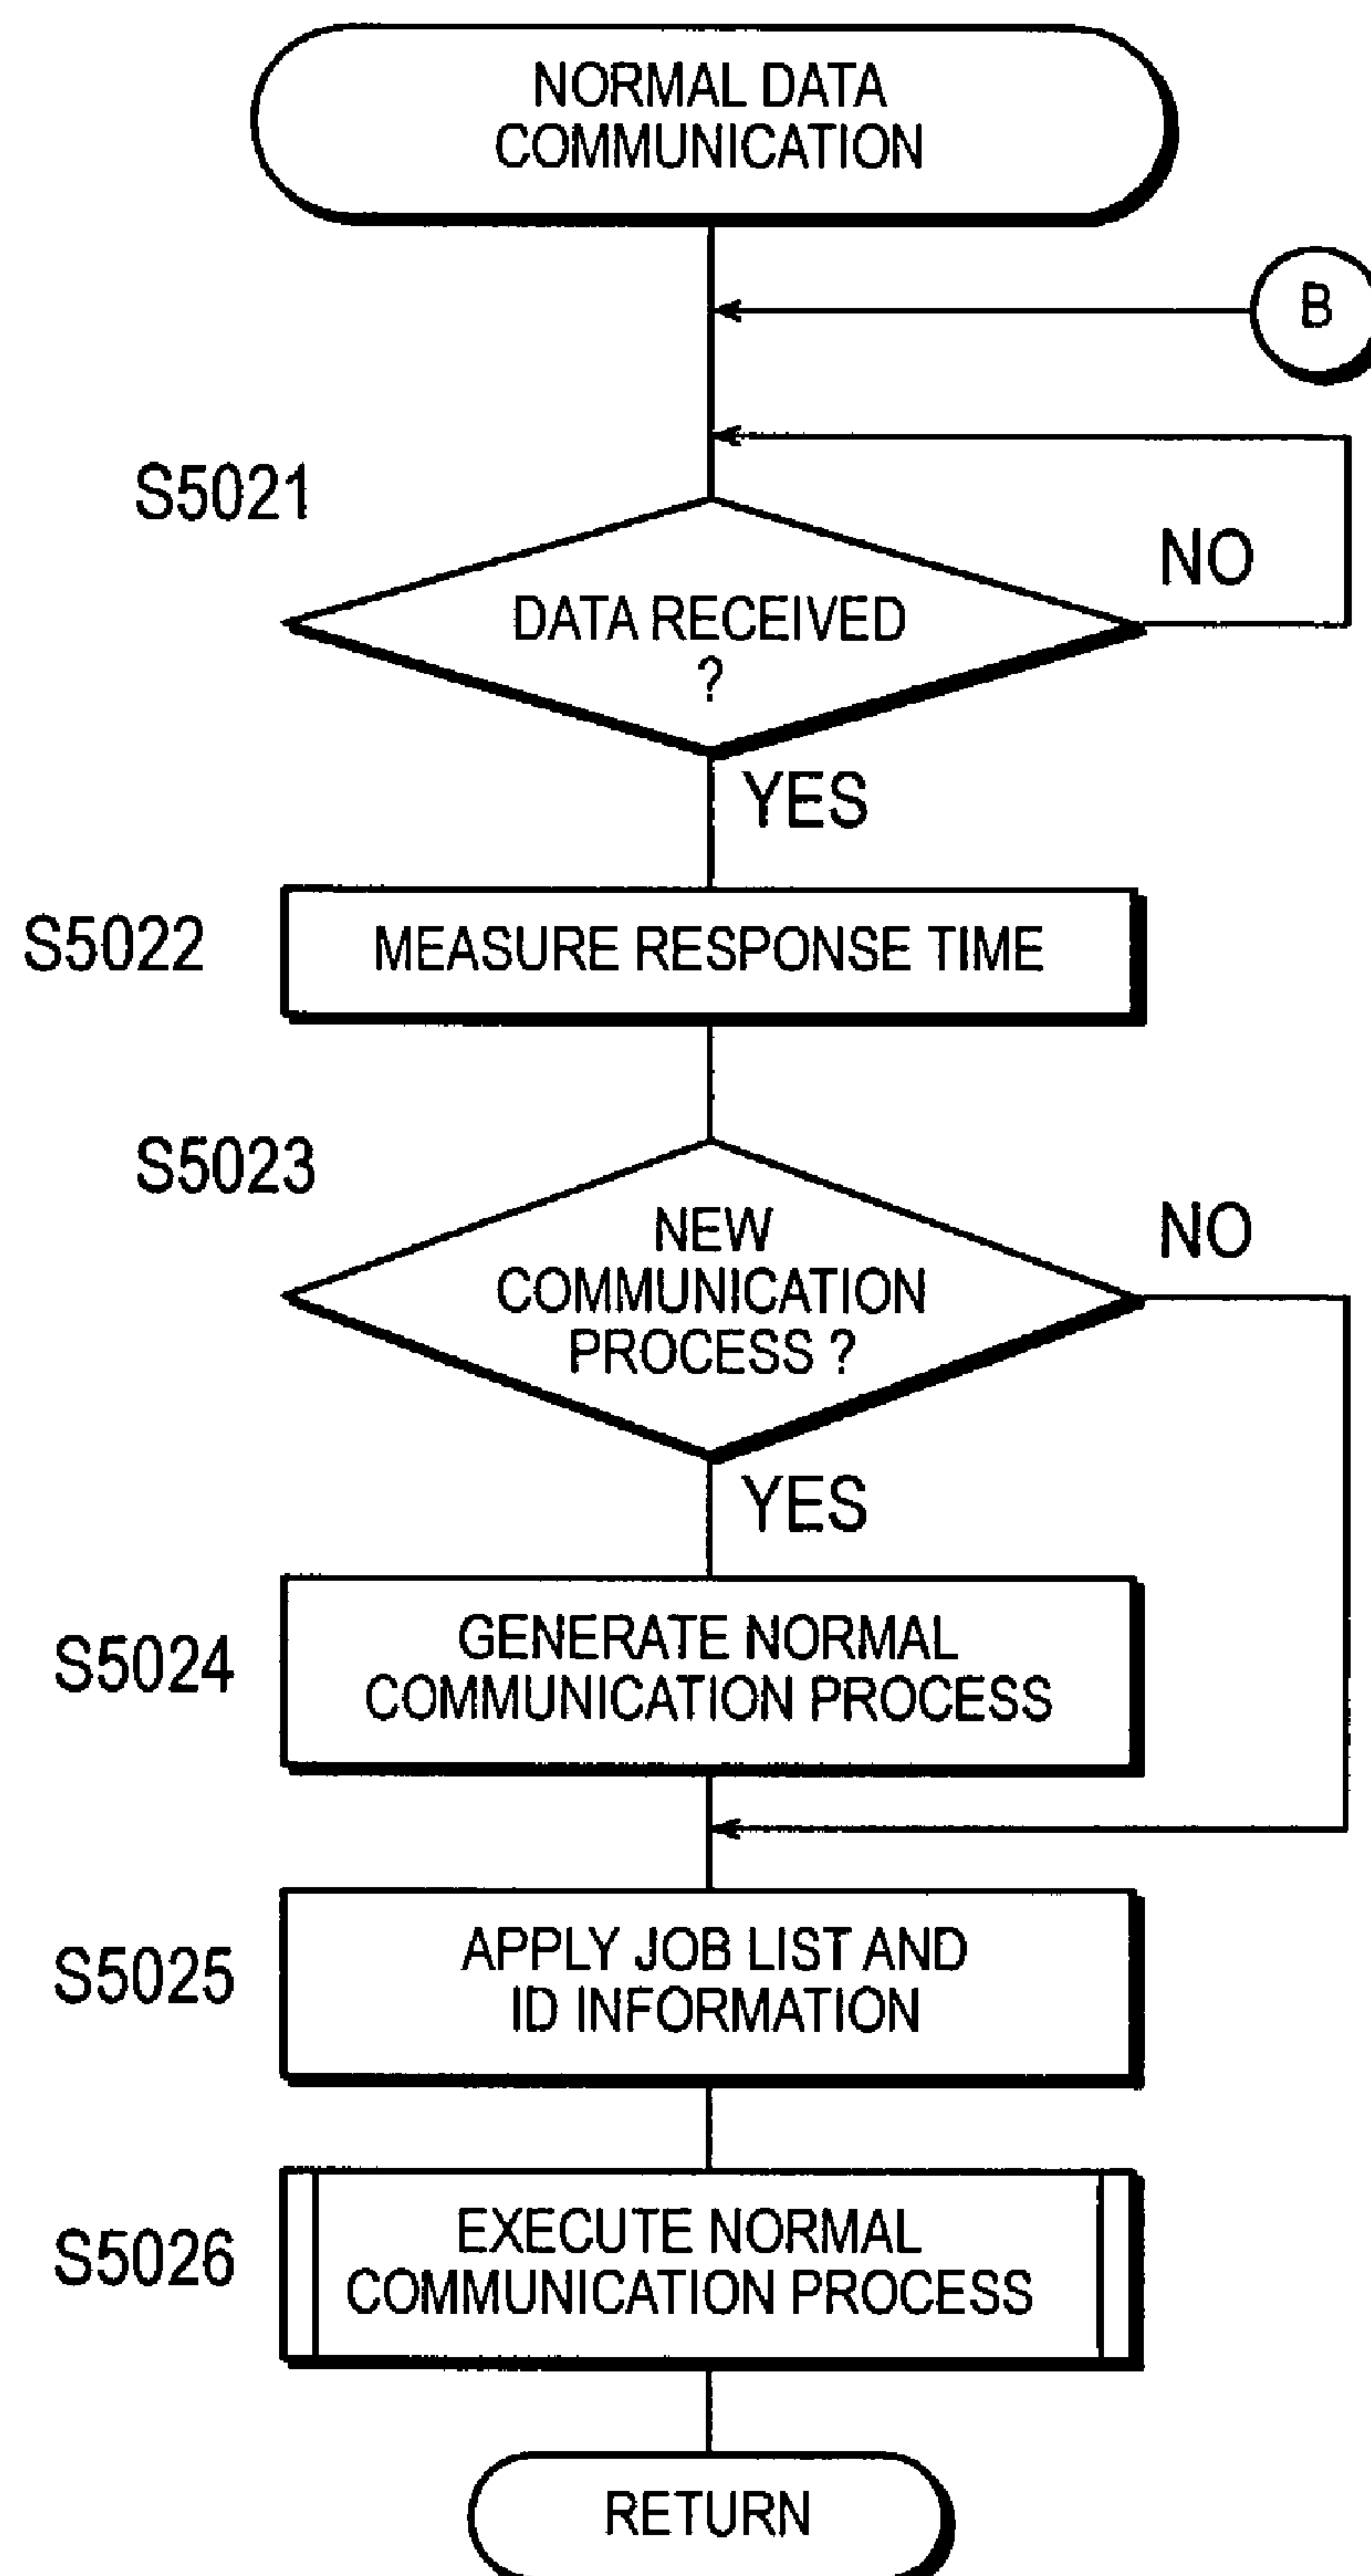 NORMAL DATA
COMMUNICATION
B
S5021
NO
DATA RECEIVED
?
YES
S5022
MEASURE RESPONSE TIME
S5023
NEW
COMMUNICATION
PROCESS ?
NO
YES
S5024
GENERATE NORMAL
COMMUNICATION PROCESS
S5025
APPLY JOB LIST AND
ID INFORMATION
S5026
EXECUTE NORMAL
COMMUNICATION PROCESS
RETURN